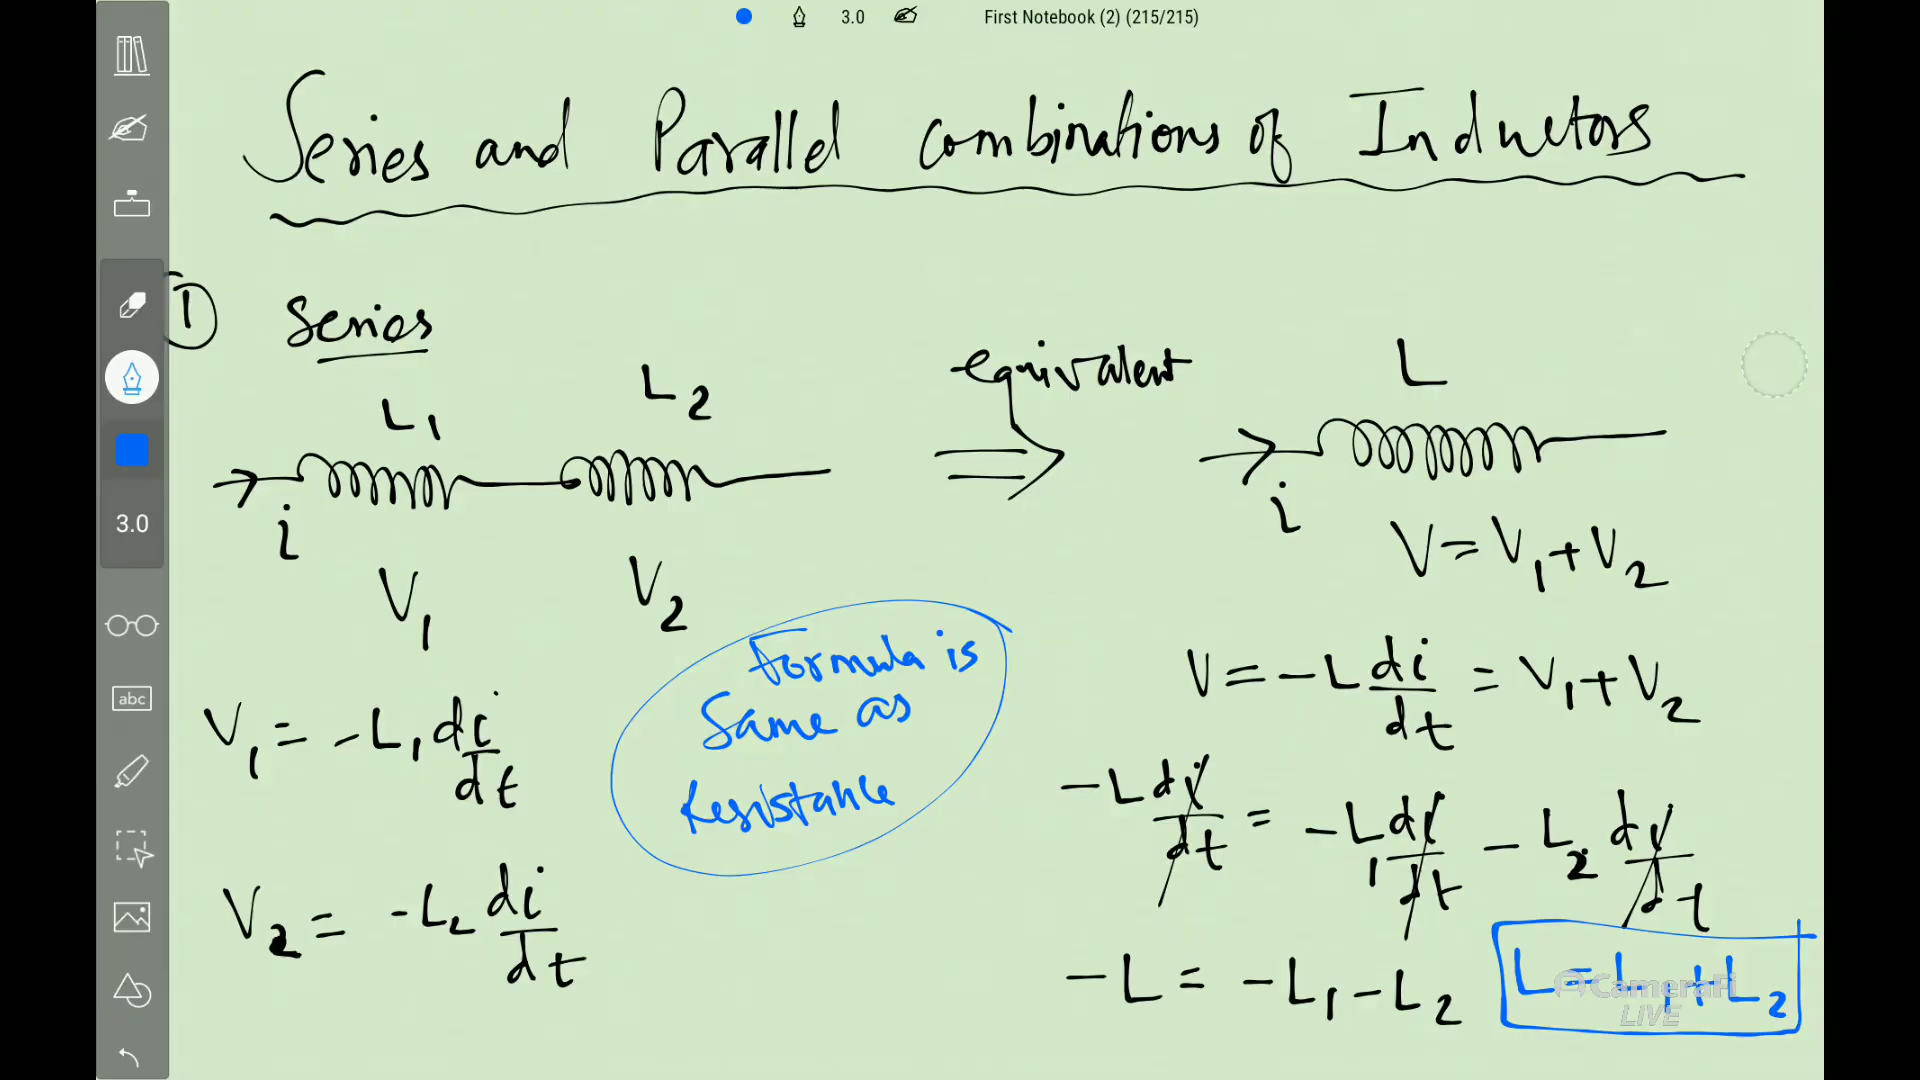 3.0 First Notebook (2) (215/215)
Series and Parallel combinations of Inductors
1 Series
L1 L2
i
V1 V2
equivalent
L
i
V = V1 + V2
V1 = - L1 di/dt
V2 = - L2 di/dt
Formula is
Same as
Resistance
V = - L di/dt = V1 + V2
- L di/dt = - L1 di/dt - L2 di/dt
- L = - L1 - L2
L = L1 + L2
3.0
abc
CameraFi
LIVE